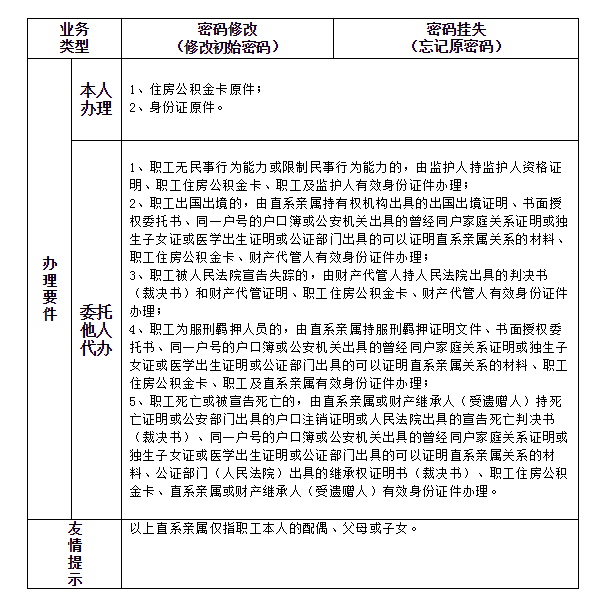 业务
类型
密码修改
（修改初始密码）
密码挂失
（忘记原密码）
办
理
要
件
本人
办理
1、住房公积金卡原件；
2、身份证原件。
委托
他人
代办
1、职工无民事行为能力或限制民事行为能力的，由监护人持监护人资格证
明、职工住房公积金卡、职工及监护人有效身份证件办理；
2、职工出国出境的，由直系亲属持有权机构出具的出国出境证明、书面授
权委托书、同一户号的户口簿或公安机关出具的曾经同户家庭关系证明或独
生子女证或医学出生证明或公证部门出具的可以证明直系亲属关系的材料、
职工住房公积金卡、财产代管人有效身份证件办理；
3、职工被人民法院宣告失踪的，由财产代管人持人民法院出具的判决书
（裁决书）和财产代管证明、职工住房公积金卡、财产代管人有效身份证件
办理；
4、职工为服刑羁押人员的，由直系亲属持服刑羁押证明文件、书面授权委
托书、同一户号的户口簿或公安机关出具的曾经同户家庭关系证明或独生子
女证或医学出生证明或公证部门出具的可以证明直系亲属关系的材料、职工
住房公积金卡、职工及直系亲属有效身份证件办理；
5、职工死亡或被宣告死亡的，由直系亲属或财产继承人（受遗赠人）持死
亡证明或公安部门出具的户口注销证明或人民法院出具的宣告死亡判决书
（裁决书）、同一户号的户口簿或公安机关出具的曾经同户家庭关系证明或
独生子女证或医学出生证明或公证部门出具的可以证明直系亲属关系的材
料、公证部门（人民法院）出具的继承权证明书（裁决书）、职工住房公积
金卡、直系亲属或财产继承人（受遗赠人）有效身份证件办理。
友
情
提
示
以上直系亲属仅指职工本人的配偶、父母或子女。